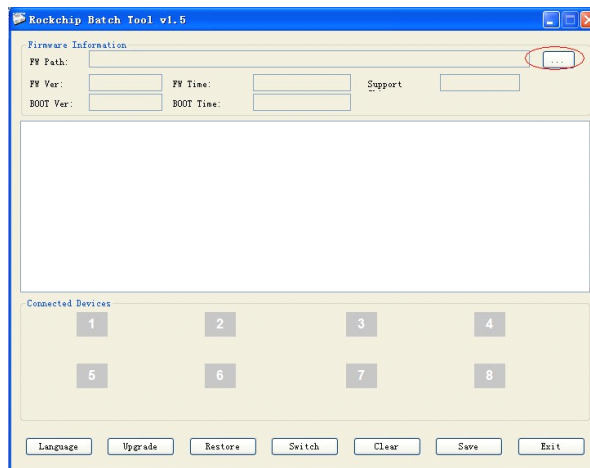 Rockchip Batch Tool v1.5
Firmware Information
FW Path:
...
FW Ver:
FW Time:
Support
BOOT Ver:
BOOT Time:
Connected Devices
1 2 3 4
5 6 7 8
Language Upgrade Restore Switch Clear Save Exit